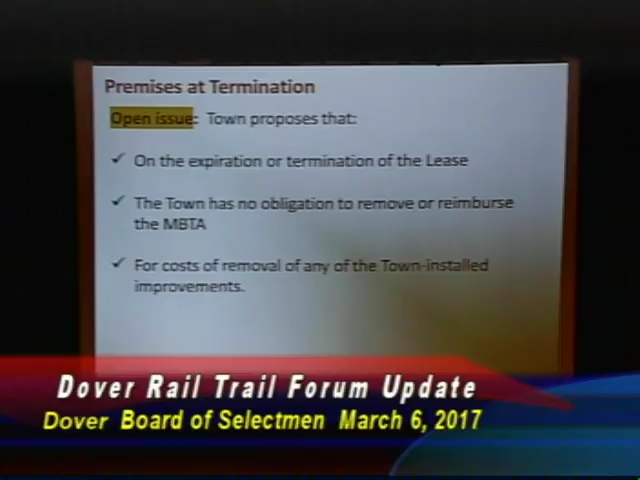 Premises at Termination
Open issue: Town proposes that:
✓ On the expiration or termination of the Lease
✓ The Town has no obligation to remove or reimburse
the MBTA
✓ For costs of removal of any of the Town-installed
improvements.
Dover Rail Trail Forum Update
Dover Board of Selectmen March 6, 2017